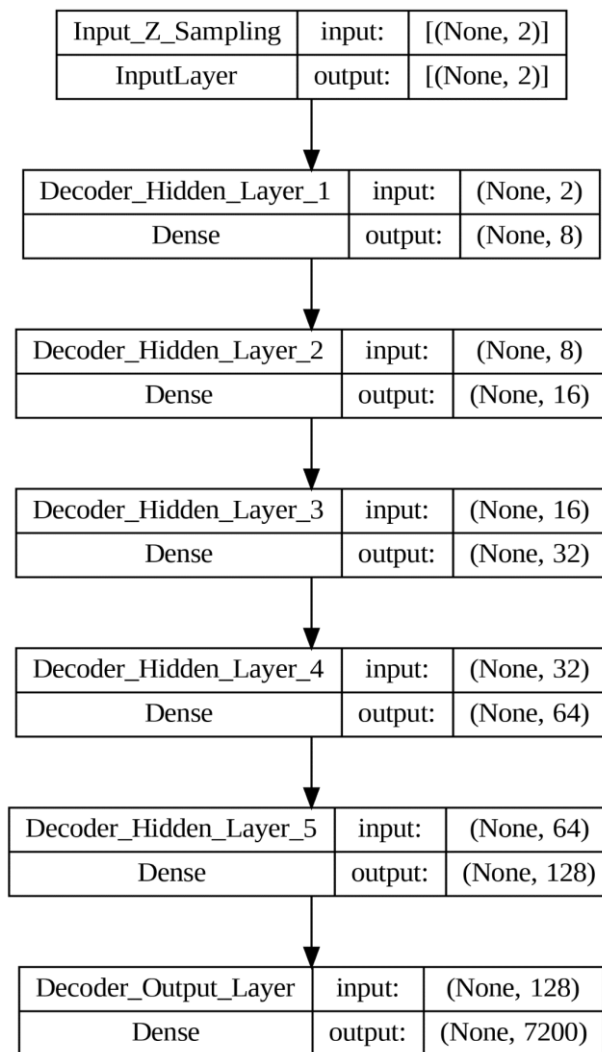 Input_Z_Sampling input: [(None, 2)]
InputLayer output: [(None, 2)]
Decoder_Hidden_Layer_1 input: (None, 2)
Dense output: (None, 8)
Decoder_Hidden_Layer_2 input: (None, 8)
Dense output: (None, 16)
Decoder_Hidden_Layer_3 input: (None, 16)
Dense output: (None, 32)
Decoder_Hidden_Layer_4 input: (None, 32)
Dense output: (None, 64)
Decoder_Hidden_Layer_5 input: (None, 64)
Dense output: (None, 128)
Decoder_Output_Layer input: (None, 128)
Dense output: (None, 7200)